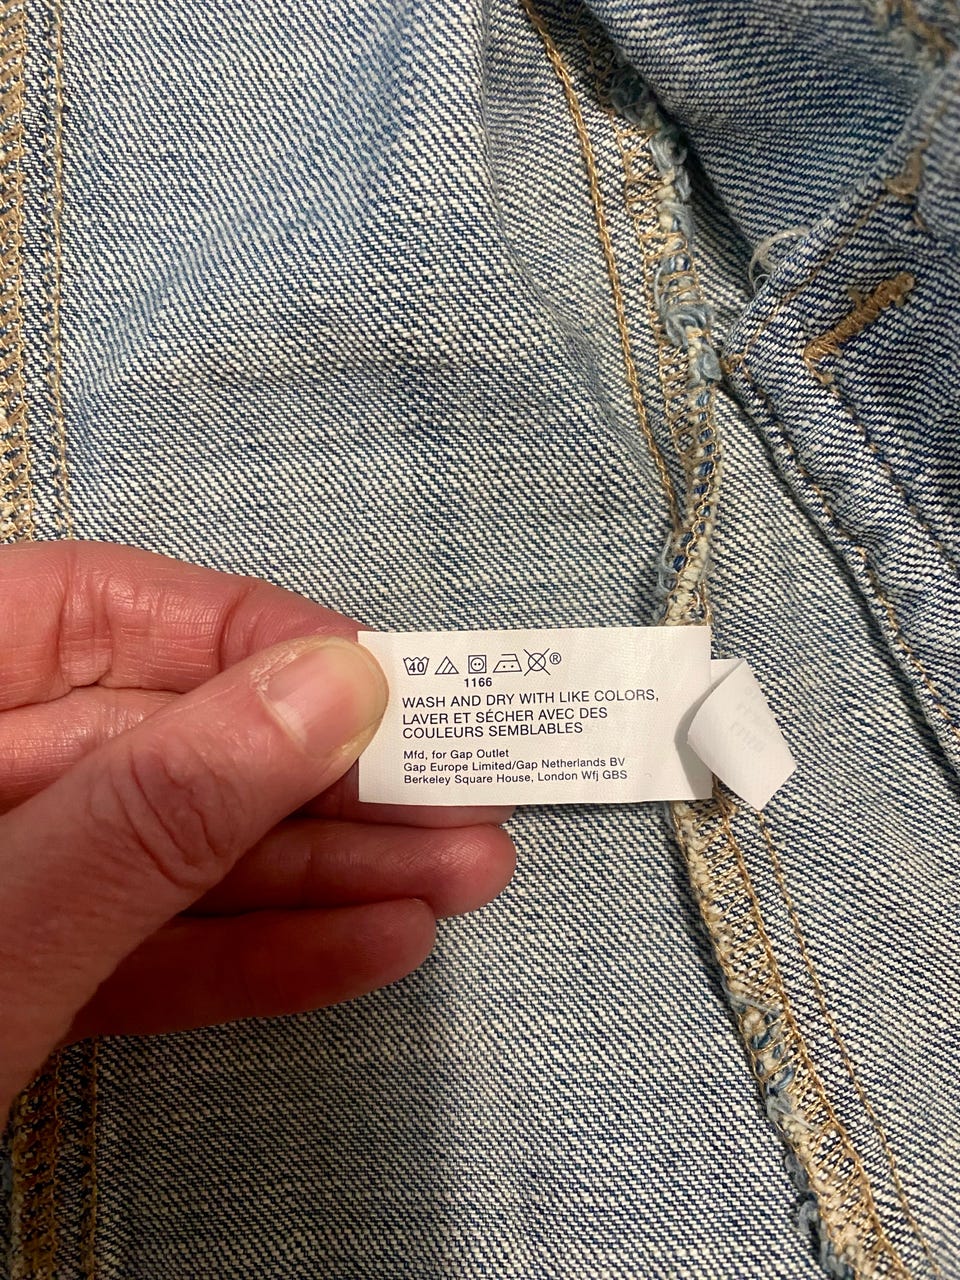 40 ®
1166
WASH AND DRY WITH LIKE COLORS,
LAVER ET SÉCHER AVEC DES
COULEURS SEMBLABLES
Mfd, for Gap Outlet
Gap Europe Limited/Gap Netherlands BV
Berkeley Square House, London Wfj GBS